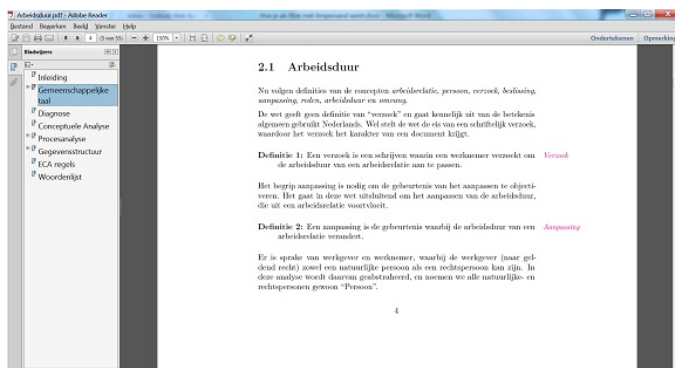 Arbeidsduur.pdf - Adobe Reader
Bestand Bewerken Beeld Venster Help
4 (5 van 35) 130% Ondertekenen Opmerking
Bladwijzers
Inleiding
Gemeenschappelijke
taal
Diagnose
Conceptuele Analyse
Procesanalyse
Gegevensstructuur
ECA regels
Woordenlijst
2.1 Arbeidsduur
Nu volgen definities van de concepten arbeidsrelatie, persoon, verzoek, beslissing,
aanpassing, reden, arbeidsduur en omvang.
De wet geeft geen definitie van “verzoek” en gaat kennelijk uit van de betekenis
algemeen gebruikt Nederlands. Wel stelt de wet de eis van een schriftelijk verzoek,
waardoor het verzoek het karakter van een document krijgt.
Definitie 1: Een verzoek is een schrijven waarin een werknemer verzoekt om Verzoek
de arbeidsduur van een arbeidsrelatie aan te passen.
Het begrip aanpassing is nodig om de gebeurtenis van het aanpassen te objecti-
veren. Het gaat in deze wet uitsluitend om het aanpassen van de arbeidsduur,
die uit een arbeidsrelatie voortvloeit.
Definitie 2: Een aanpassing is de gebeurtenis waarbij de arbeidsduur van een Aanpassing
arbeidsrelatie verandert.
Er is sprake van werkgever en werknemer, waarbij de werkgever (naar gel-
dend recht) zowel een natuurlijke persoon als een rechtspersoon kan zijn. In
deze analyse wordt daarvan geabstraheerd, en noemen we alle natuurlijke- en
rechtspersonen gewoon “Persoon”.
4